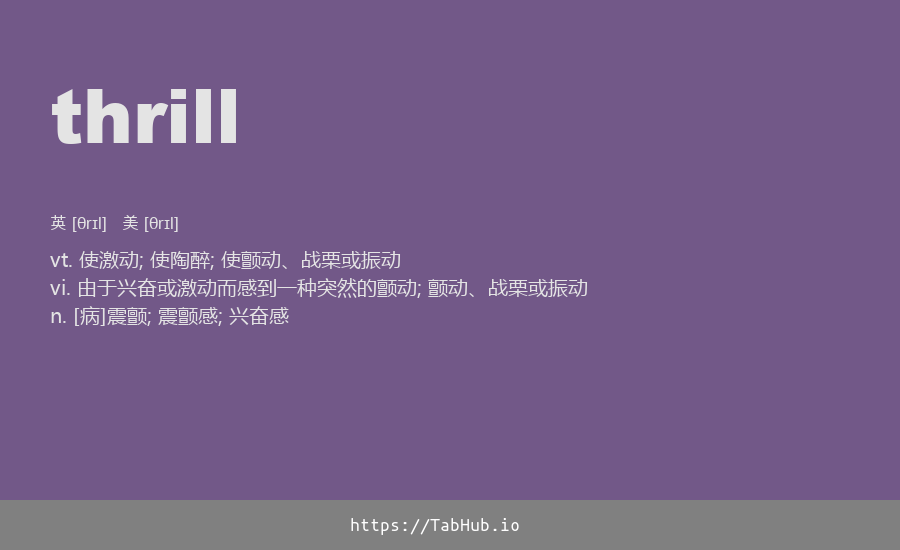 thrill
英 [θrɪl] 美 [θrɪl]
vt. 使激动; 使陶醉; 使颤动、战栗或振动
vi. 由于兴奋或激动而感到一种突然的颤动; 颤动、战栗或振动
n. [病]震颤; 震颤感; 兴奋感
https://TabHub.io